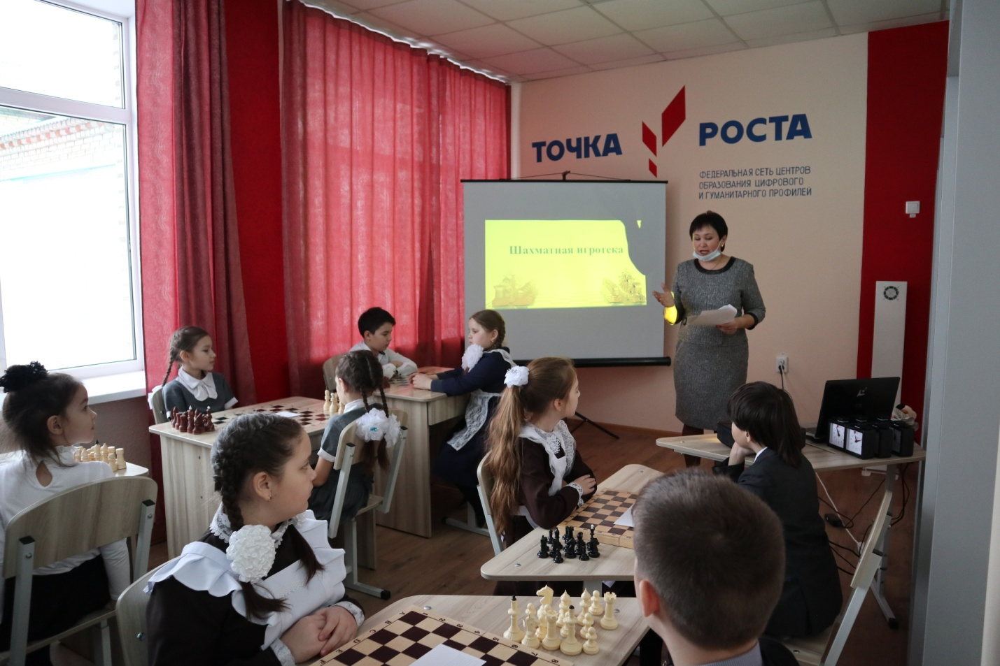 ТОЧКА РОСТА
ФЕДЕРАЛЬНАЯ СЕТЬ ЦЕНТРОВ
ОБРАЗОВАНИЯ ЦИФРОВОГО
И ГУМАНИТАРНОГО ПРОФИЛЕЙ
Шахматная игротека